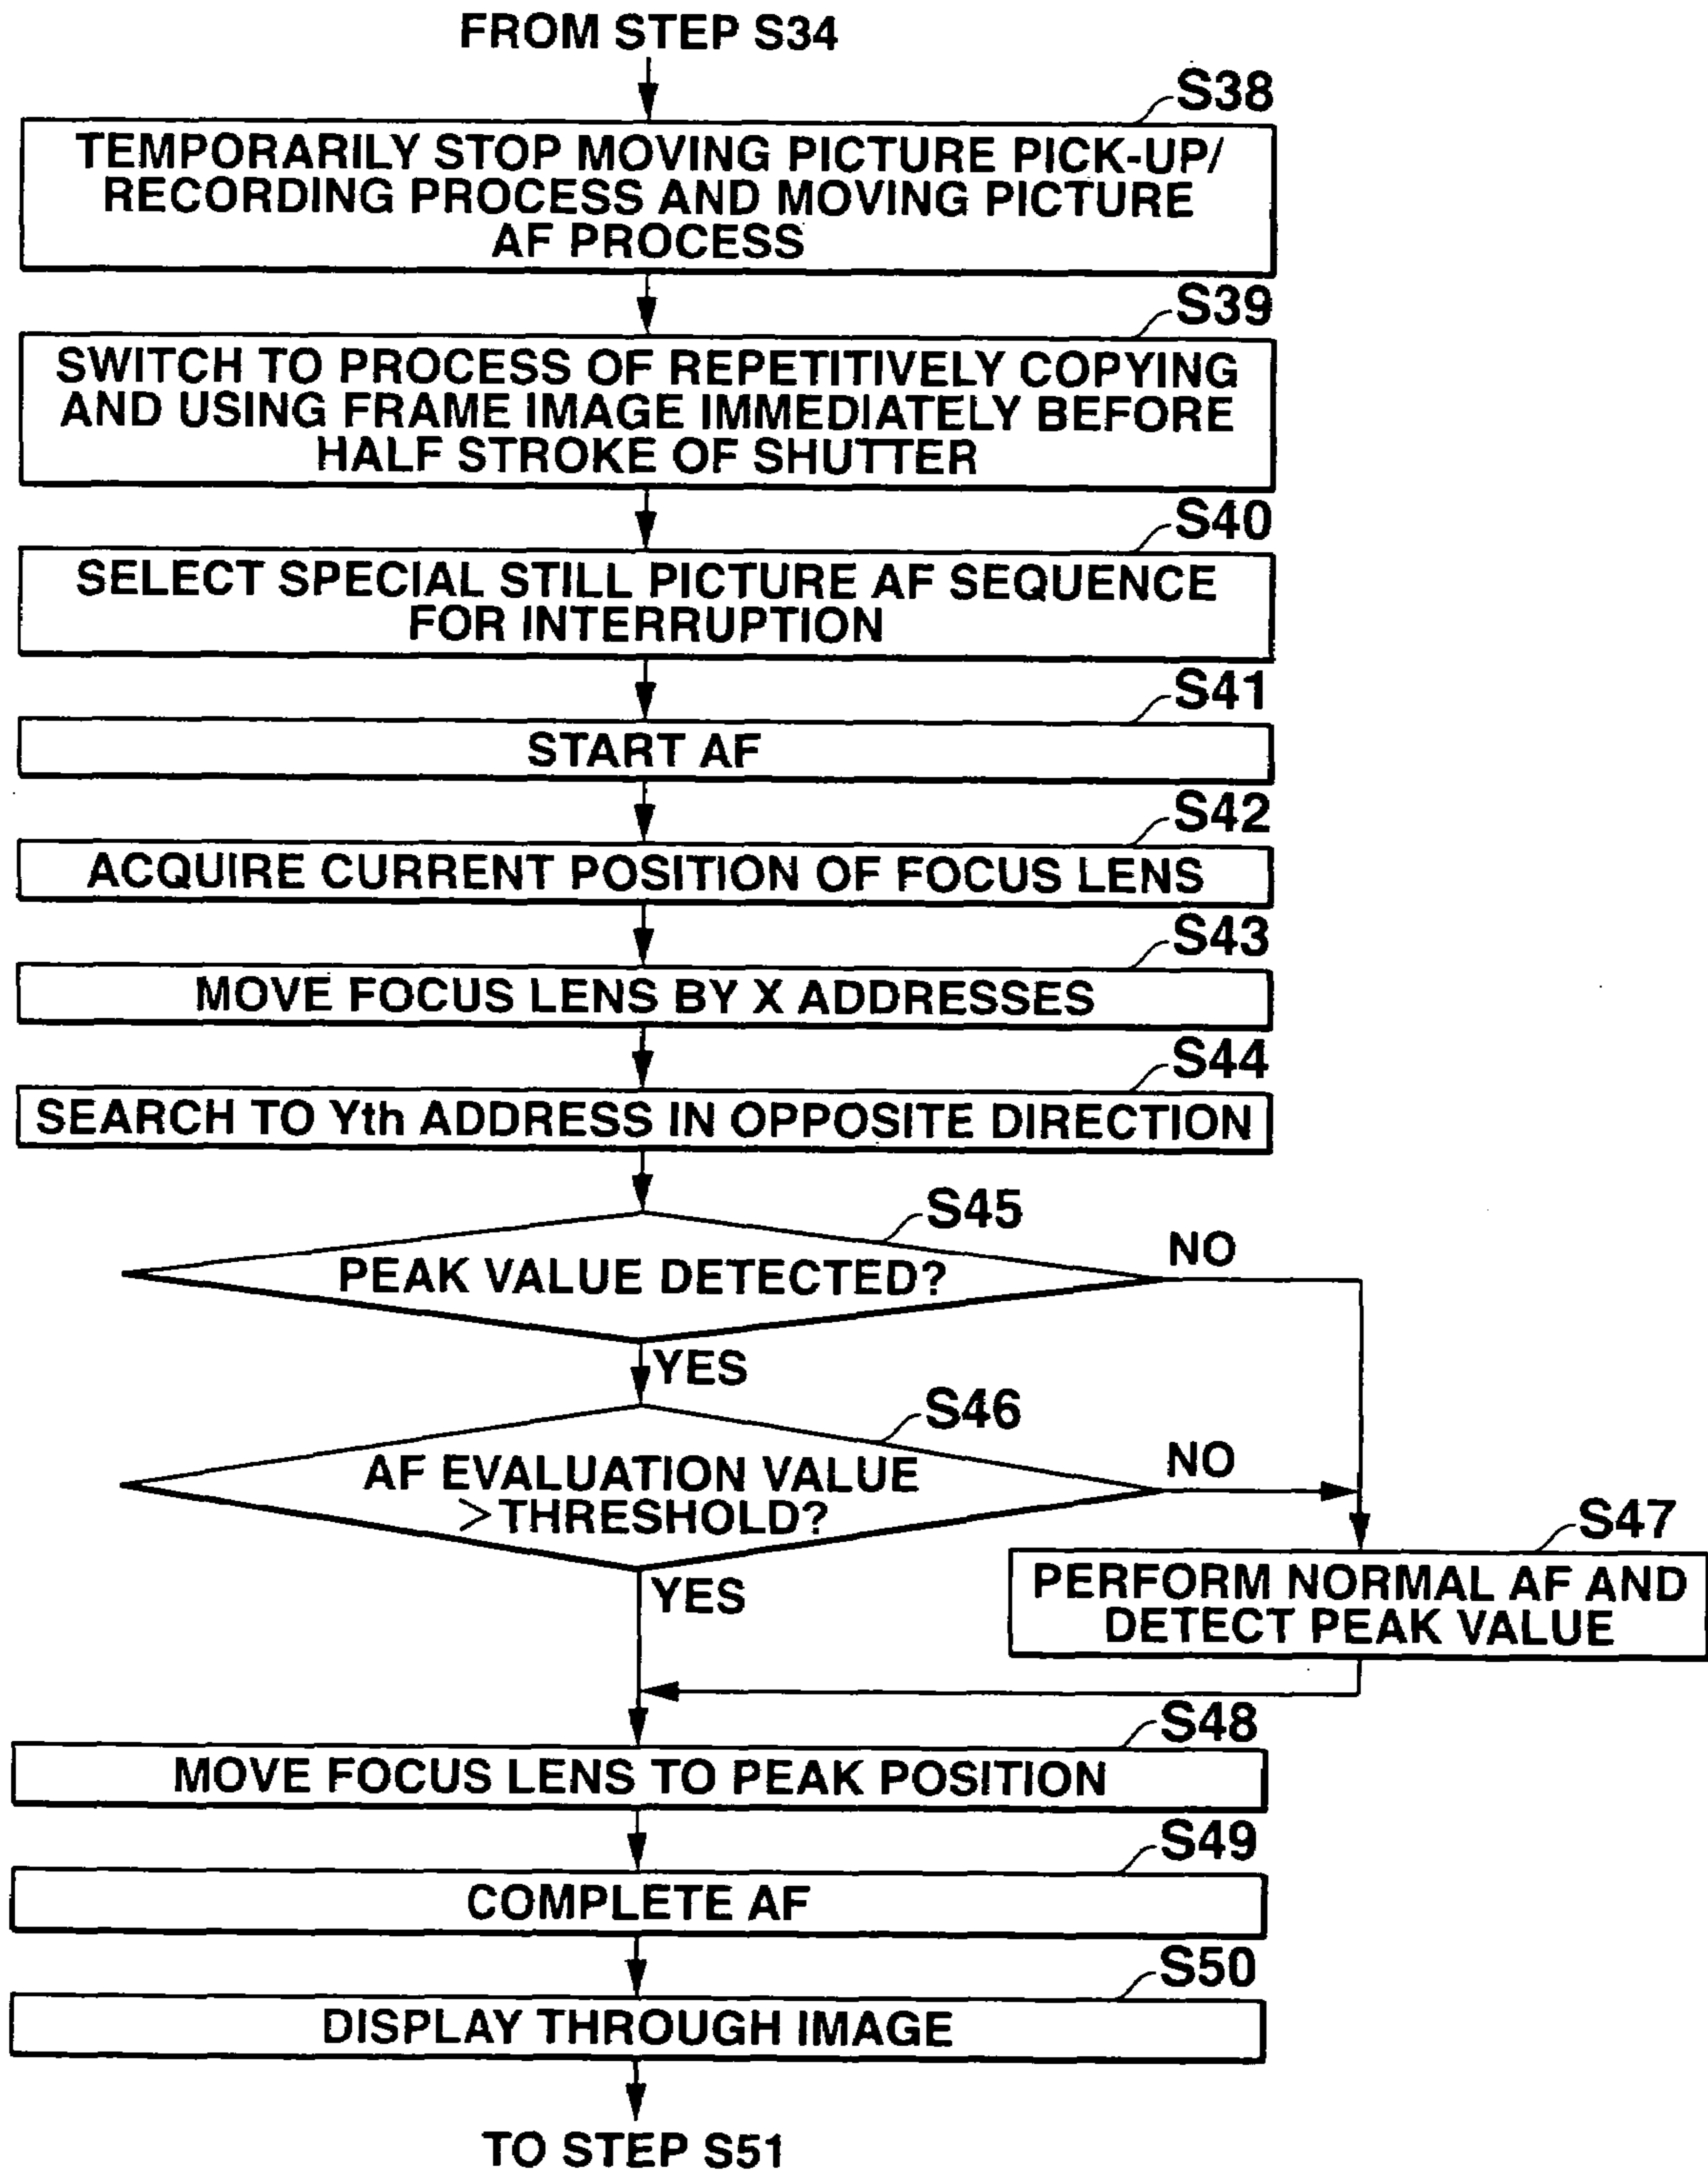 FROM STEP S34
S38
TEMPORARILY STOP MOVING PICTURE PICK-UP/
RECORDING PROCESS AND MOVING PICTURE
AF PROCESS
S39
SWITCH TO PROCESS OF REPETITIVELY COPYING
AND USING FRAME IMAGE IMMEDIATELY BEFORE
HALF STROKE OF SHUTTER
S40
SELECT SPECIAL STILL PICTURE AF SEQUENCE
FOR INTERRUPTION
S41
START AF
S42
ACQUIRE CURRENT POSITION OF FOCUS LENS
S43
MOVE FOCUS LENS BY X ADDRESSES
S44
SEARCH TO Yth ADDRESS IN OPPOSITE DIRECTION
S45
PEAK VALUE DETECTED?
NO
YES
S46
AF EVALUATION VALUE
>THRESHOLD?
NO
YES
S47
PERFORM NORMAL AF AND
DETECT PEAK VALUE
S48
MOVE FOCUS LENS TO PEAK POSITION
S49
COMPLETE AF
S50
DISPLAY THROUGH IMAGE
TO STEP S51